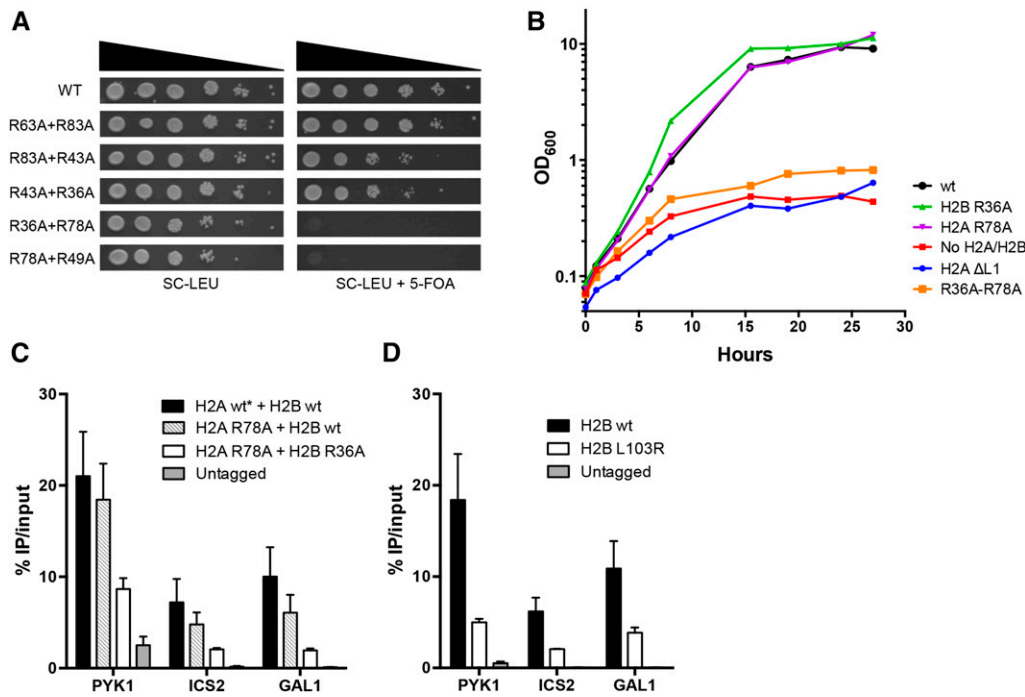 A
WT
R63A+R83A
R83A+R43A
R43A+R36A
R36A+R78A
R78A+R49A
SC-LEU
SC-LEU + 5-FOA
B
OD600
10
1
0.1
0 5 10 15 20 25 30
Hours
wt
H2B R36A
H2A R78A
No H2A/H2B
H2A ΔL1
R36A-R78A
C
% IP/input
30
20
10
0
H2A wt* + H2B wt
H2A R78A + H2B wt
H2A R78A + H2B R36A
Untagged
PYK1 ICS2 GAL1
D
% IP/input
30
20
10
0
H2B wt
H2B L103R
Untagged
PYK1 ICS2 GAL1